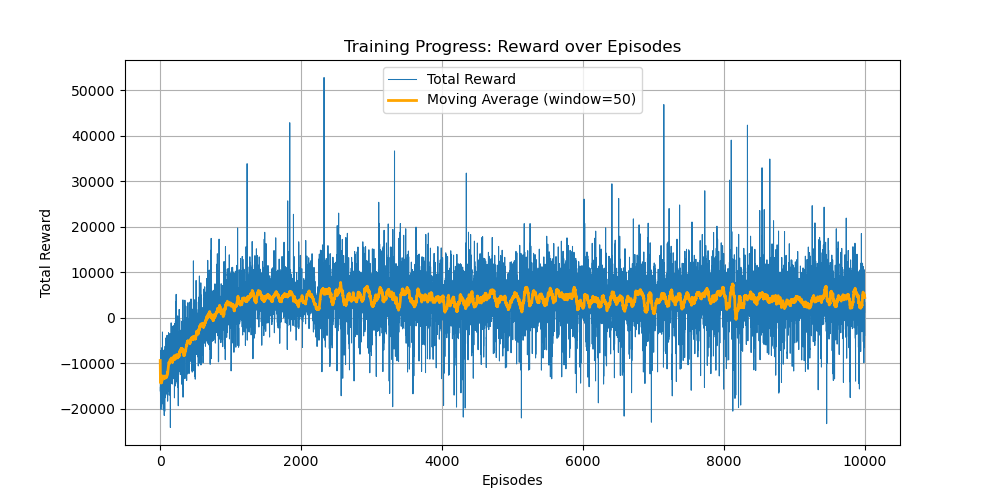 Training Progress: Reward over Episodes
Total Reward
Moving Average (window=50)
50000
40000
30000
20000
10000
0
−10000
−20000
Total Reward
0
2000
4000
6000
8000
10000
Episodes